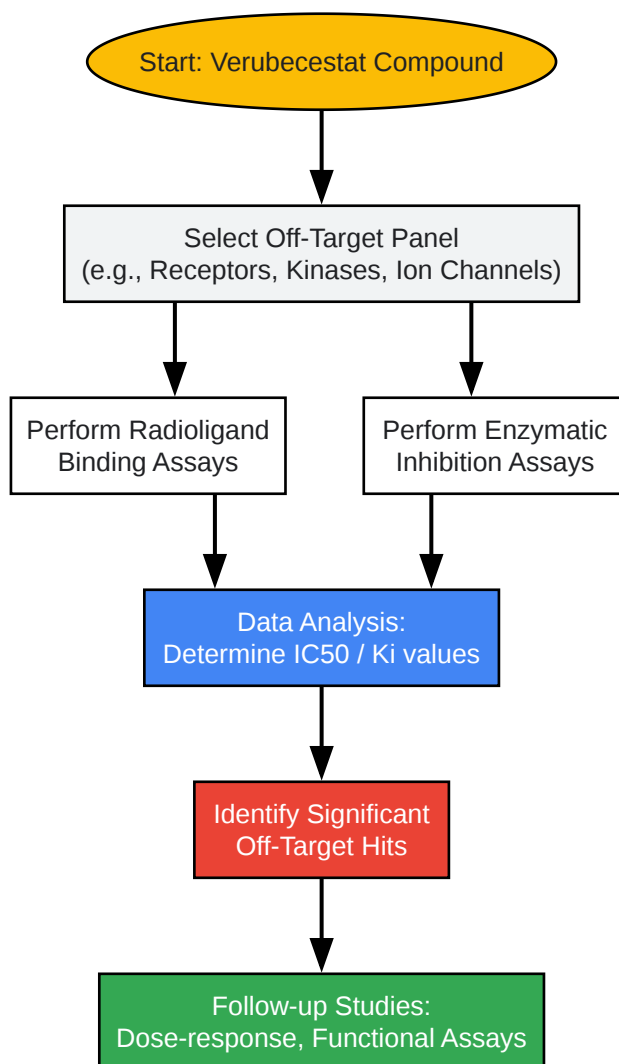 Start: Verubecestat Compound
Select Off-Target Panel
(e.g., Receptors, Kinases, Ion Channels)
Perform Radioligand
Binding Assays
Perform Enzymatic
Inhibition Assays
Data Analysis:
Determine IC50 / Ki values
Identify Significant
Off-Target Hits
Follow-up Studies:
Dose-response, Functional Assays